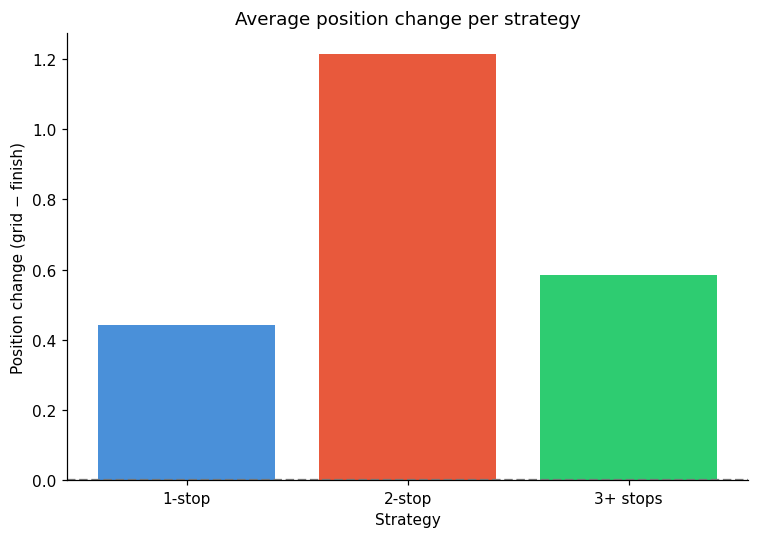 Average position change per strategy
Position change (grid − finish)
1.2
1.0
0.8
0.6
0.4
0.2
0.0
1-stop
2-stop
3+ stops
Strategy